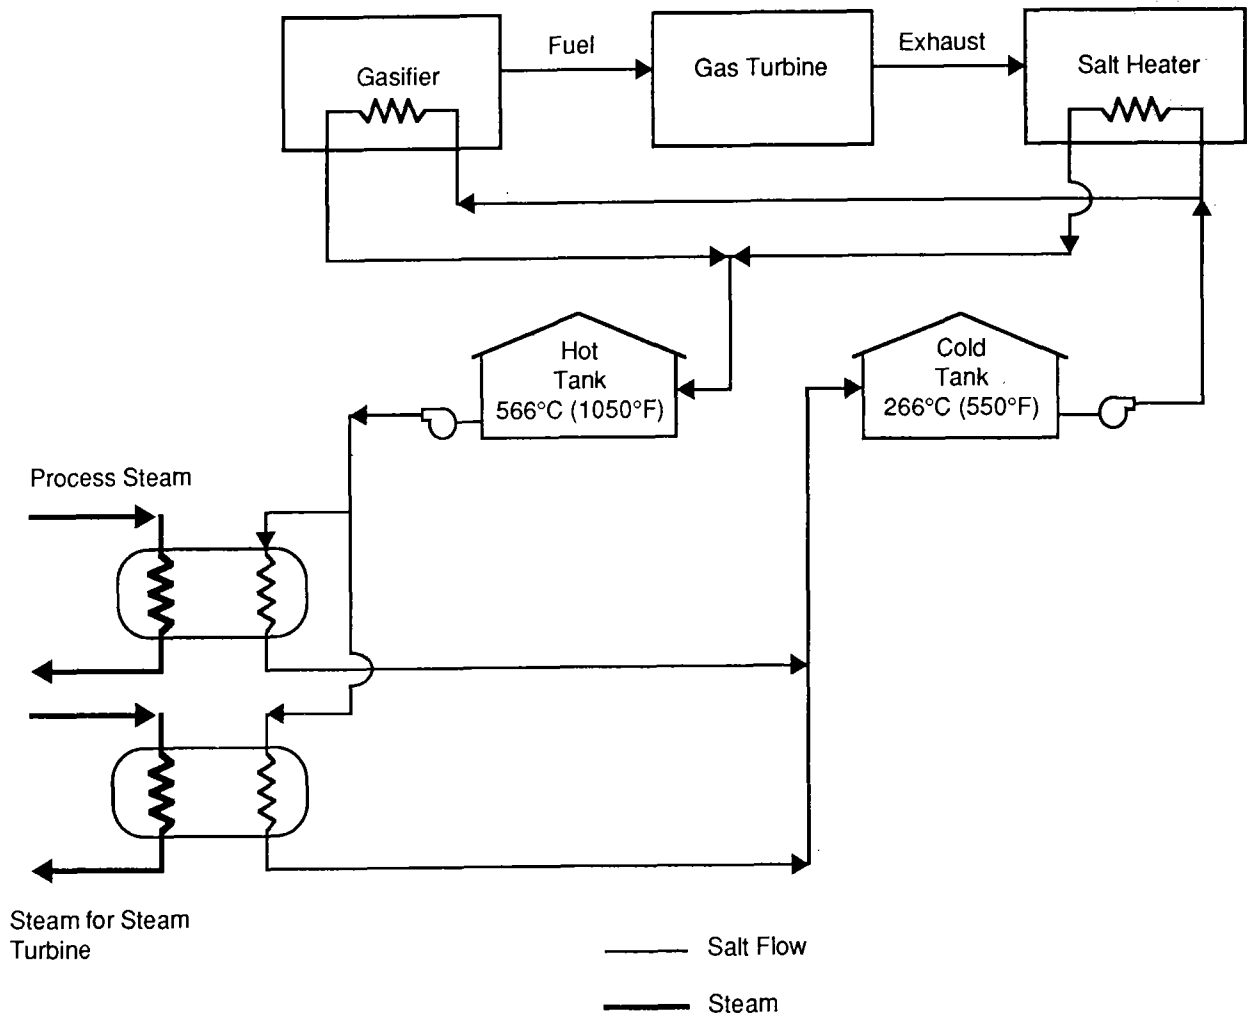 Fuel
Exhaust
Gasifier
Gas Turbine
Salt Heater
Hot
Tank
566°C (1050°F)
Cold
Tank
266°C (550°F)
Process Steam
Steam for Steam
Turbine
Salt Flow
Steam